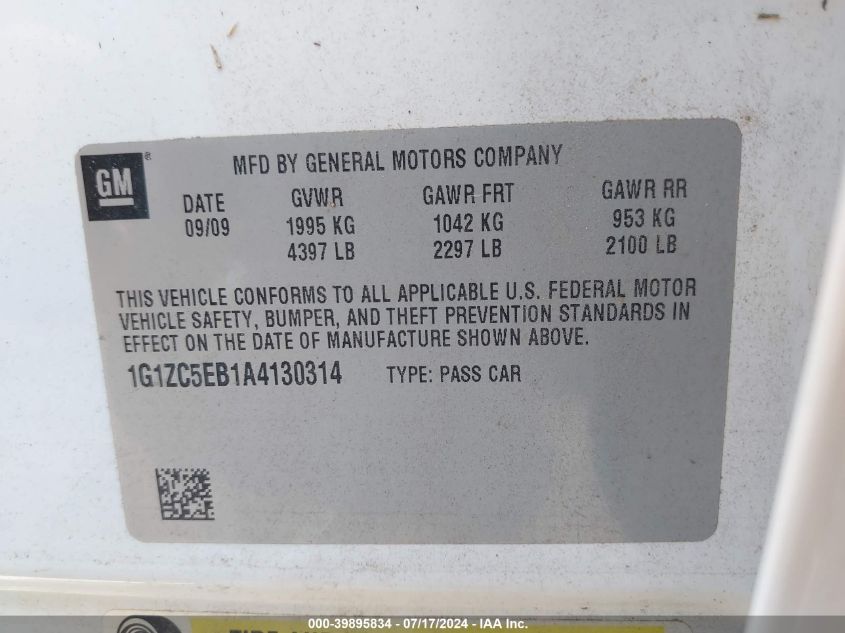 GM®
MFD BY GENERAL MOTORS COMPANY
DATE GVWR GAWR FRT GAWR RR
09/09 1995 KG 1042 KG 953 KG
4397 LB 2297 LB 2100 LB
THIS VEHICLE CONFORMS TO ALL APPLICABLE U.S. FEDERAL MOTOR
VEHICLE SAFETY, BUMPER, AND THEFT PREVENTION STANDARDS IN
EFFECT ON THE DATE OF MANUFACTURE SHOWN ABOVE.
1G1ZC5EB1A4130314 TYPE: PASS CAR
000-39895834 - 07/17/2024 - IAA Inc.